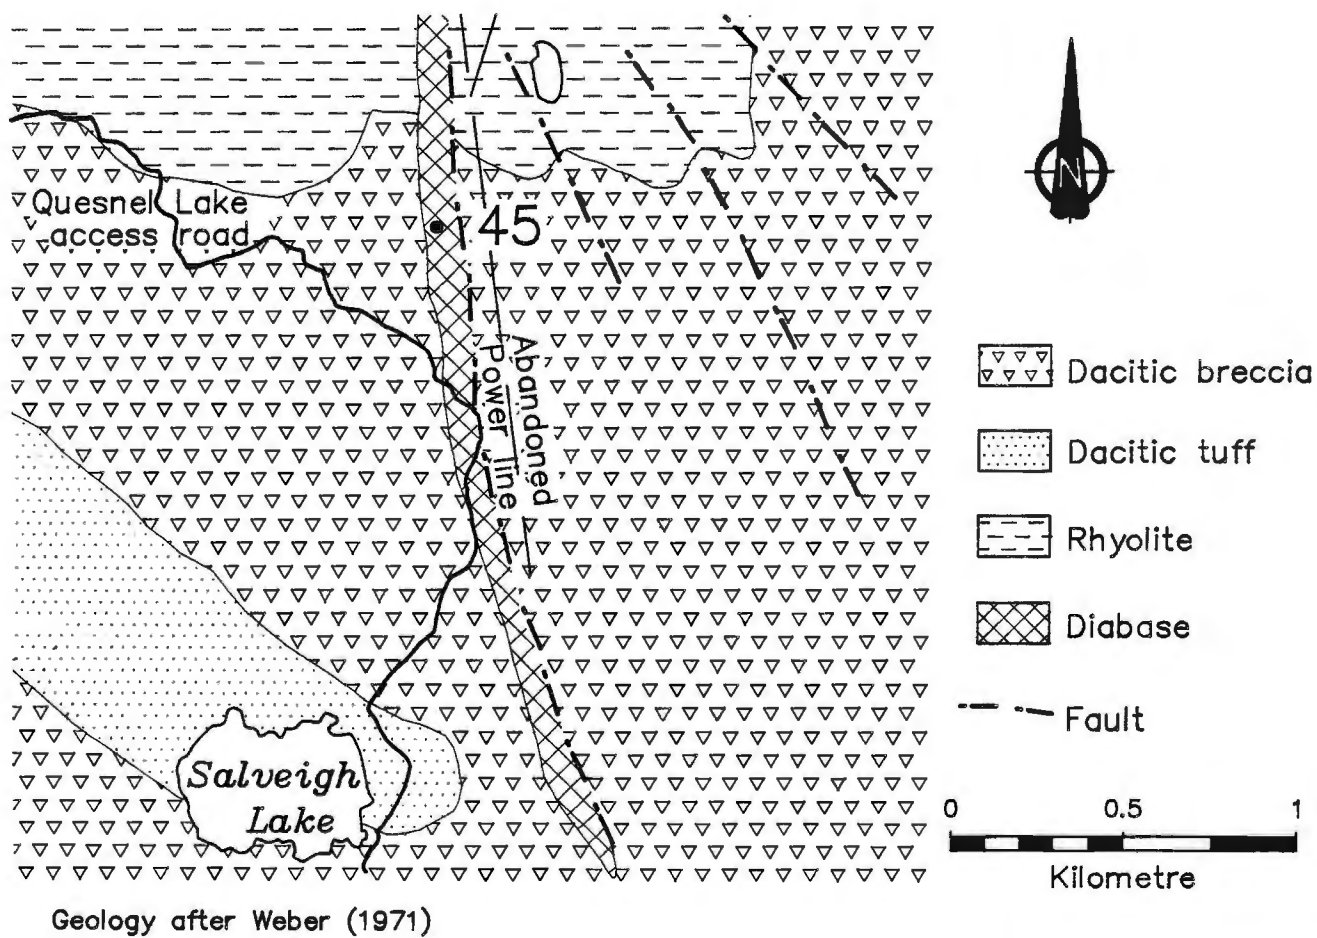 N
Quesnel Lake
access road
45
Abandoned
Power line
Dacitic breccia
Dacitic tuff
Rhyolite
Diabase
Fault
Salveigh
Lake
0 0.5 1
Kilometre
Geology after Weber (1971)